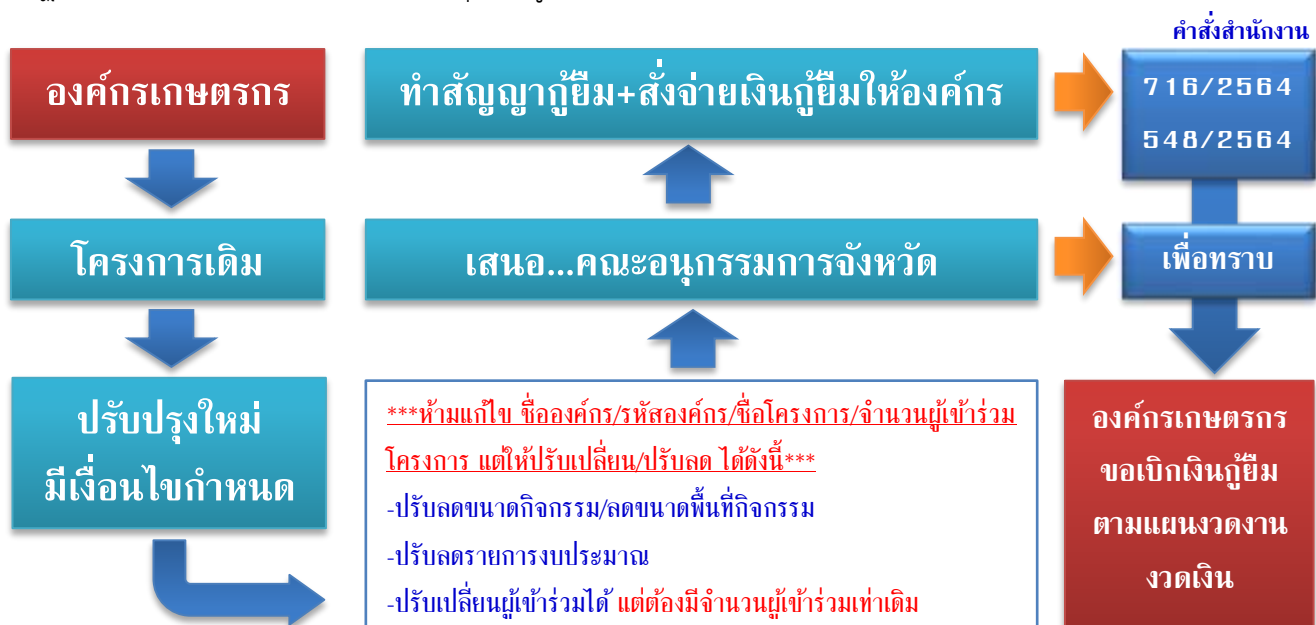 คำสั่งสำนักงาน
องค์กรเกษตรกร
ทำสัญญากู้ยืม+สั่งจ่ายเงินกู้ยืมให้องค์กร
716/2564
548/2564
โครงการเดิม
เสนอ...คณะอนุกรรมการจังหวัด
เพื่อทราบ
ปรับปรุงใหม่
มีเงื่อนไขกำหนด
***ห้ามแก้ไข ชื่อองค์กร/รหัสองค์กร/ชื่อโครงการ/จำนวนผู้เข้าร่วม
โครงการ แต่ให้ปรับเปลี่ยน/ปรับลด ได้ดังนี้***
-ปรับลดขนาดกิจกรรม/ลดขนาดพื้นที่กิจกรรม
-ปรับลดรายการงบประมาณ
-ปรับเปลี่ยนผู้เข้าร่วมได้ แต่ต้องมีจำนวนผู้เข้าร่วมเท่าเดิม
องค์กรเกษตรกร
ขอเบิกเงินกู้ยืม
ตามแผนงวดงาน
งวดเงิน